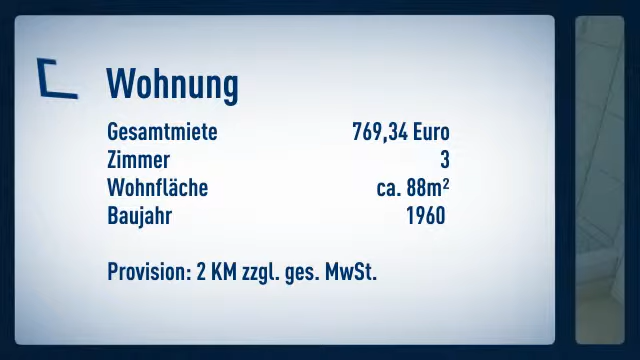 Wohnung
Gesamtmiete 769,34 Euro
Zimmer 3
Wohnfläche ca. 88m²
Baujahr 1960
Provision: 2 KM zzgl. ges. MwSt.